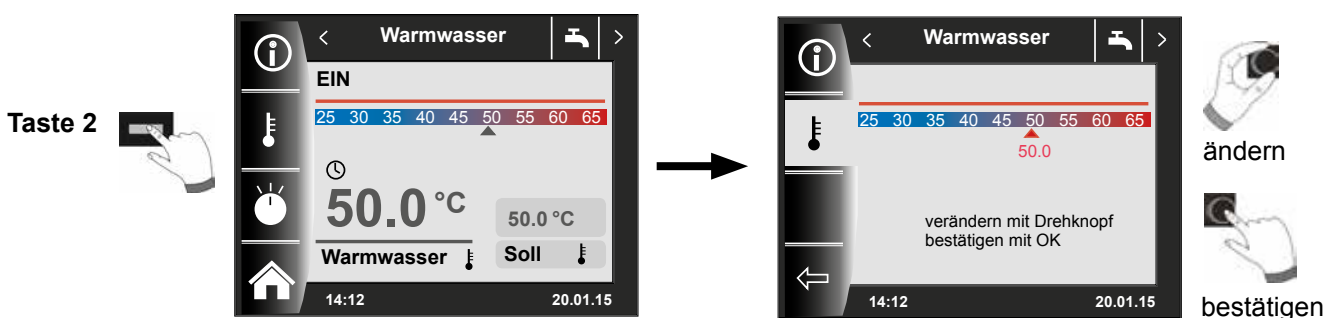 Taste 2
< Warmwasser >
EIN
25 30 35 40 45 50 55 60 65
50.0 °C
50.0 °C
Warmwasser
Soll
14:12 20.01.15
< Warmwasser >
25 30 35 40 45 50 55 60 65
50.0
verändern mit Drehknopf
bestätigen mit OK
14:12 20.01.15
ändern
bestätigen